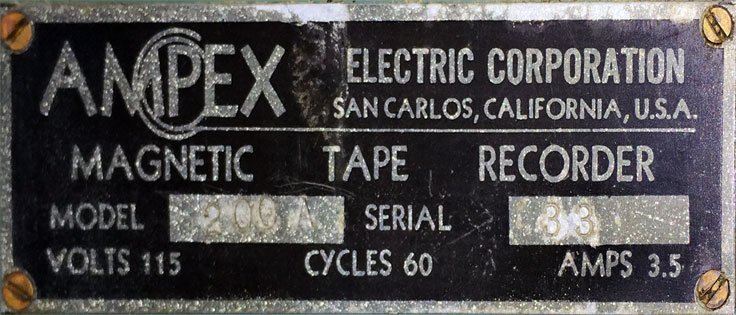 AMPEX ELECTRIC CORPORATION
SAN CARLOS, CALIFORNIA, U.S.A.
MAGNETIC TAPE RECORDER
MODEL 200 A SERIAL 33
VOLTS 115 CYCLES 60 AMPS 3.5